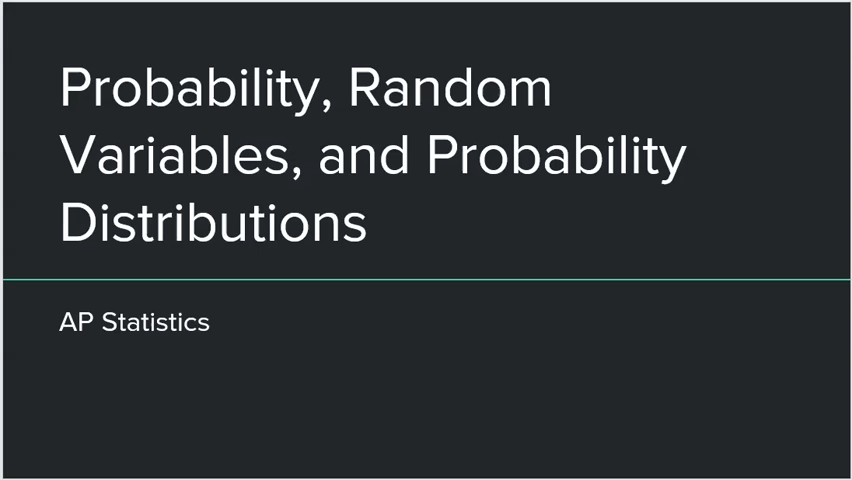 Probability, Random
Variables, and Probability
Distributions
AP Statistics